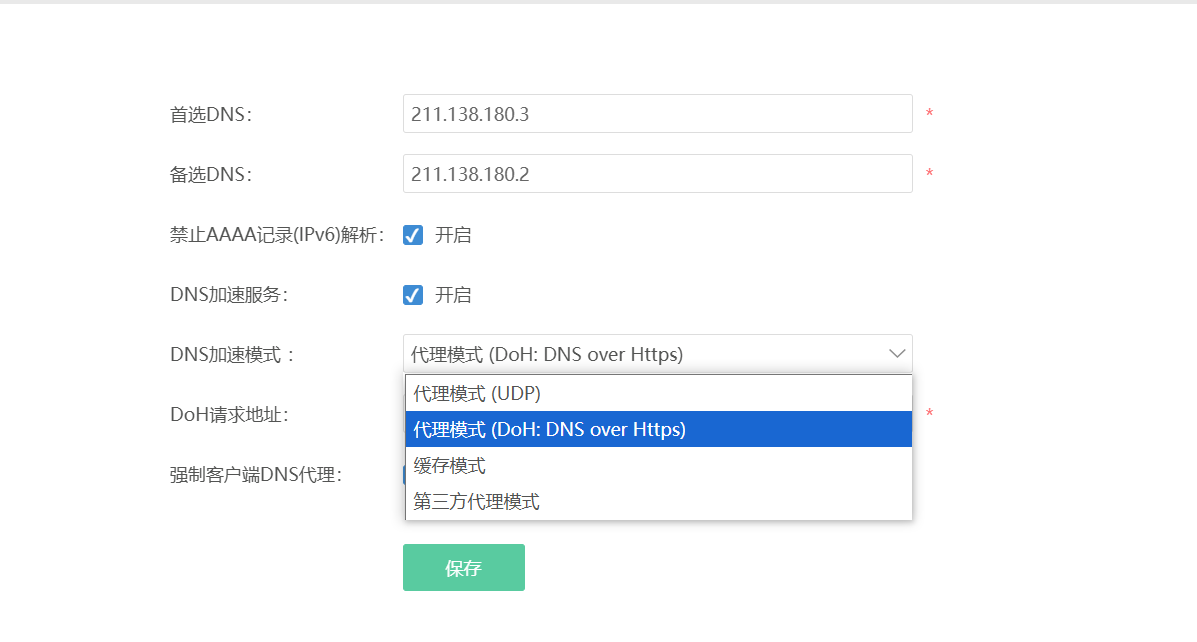 首选DNS： 211.138.180.3 *
备选DNS： 211.138.180.2 *
禁止AAAA记录(IPv6)解析： 开启
DNS加速服务： 开启
DNS加速模式 ： 代理模式 (DoH: DNS over Https)
代理模式 (UDP)
DoH请求地址： *
代理模式 (DoH: DNS over Https)
缓存模式
强制客户端DNS代理：
第三方代理模式
保存